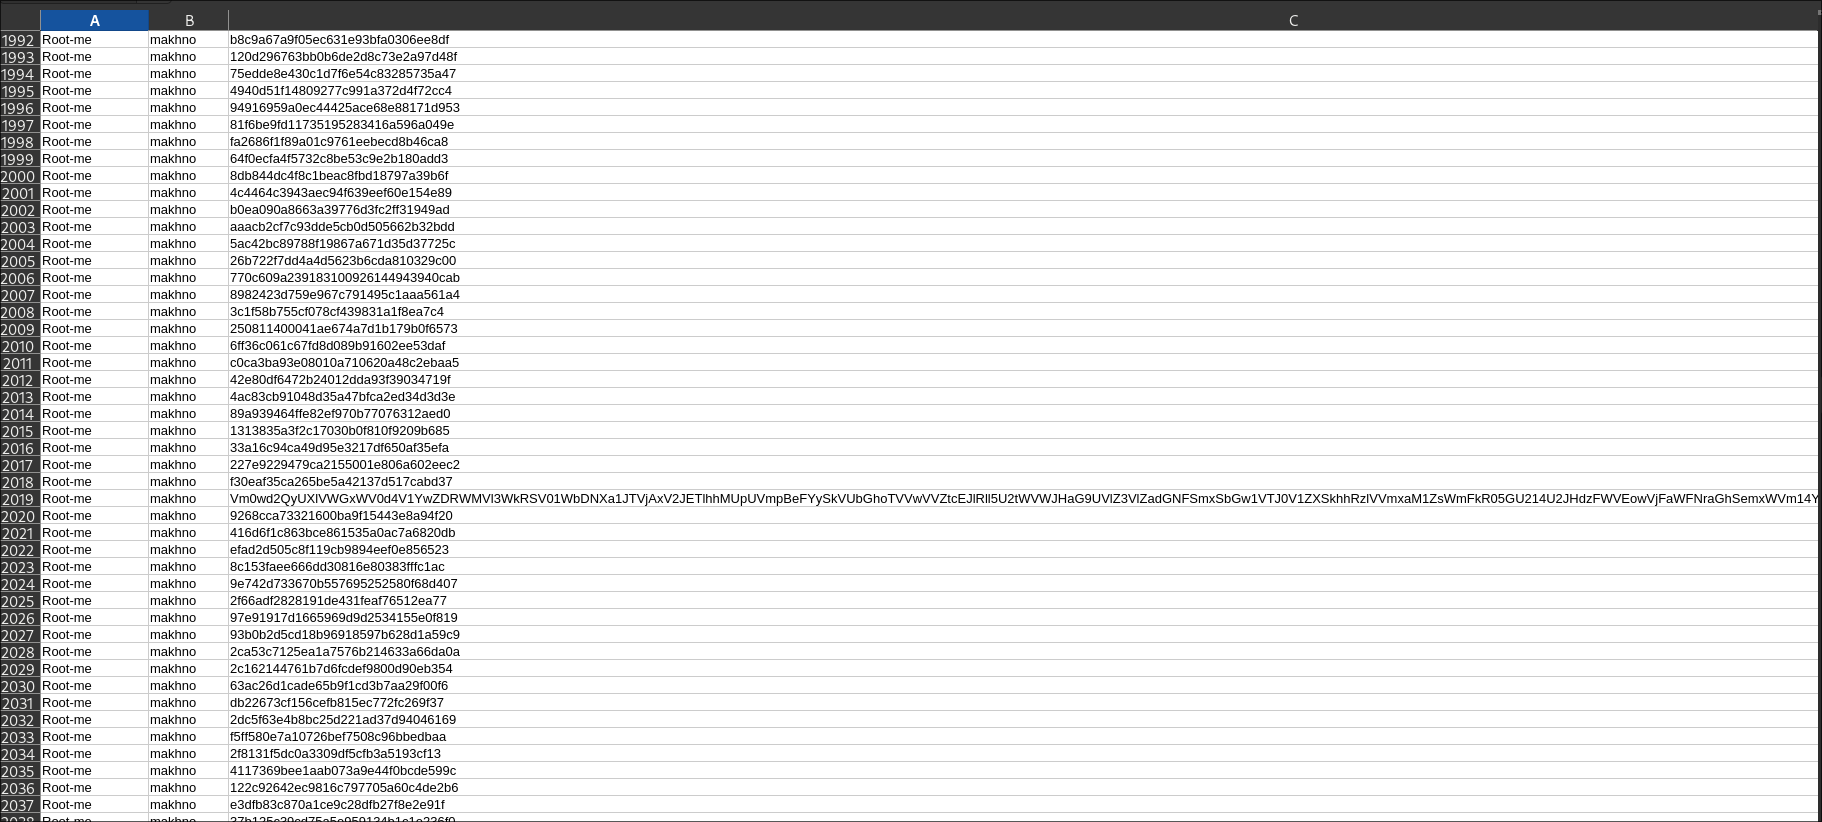 A B C
1992 Root-me makhno b8c9a67a9f05ec631e93bfa0306ee8df
1993 Root-me makhno 120d296763bb0b6de2d8c73e2a97d48f
1994 Root-me makhno 75edde8e430c1d7f6e54c83285735a47
1995 Root-me makhno 4940d51f14809277c991a372d4f72cc4
1996 Root-me makhno 94916959a0ec44425ace68e88171d953
1997 Root-me makhno 81f6be9fd11735195283416a596a049e
1998 Root-me makhno fa2686f1f89a01c9761eebecd8b46ca8
1999 Root-me makhno 64f0ecfa4f5732c8be53c9e2b180add3
2000 Root-me makhno 8db844dc4f8c1beac8fbd18797a39b6f
2001 Root-me makhno 4c4464c3943aec94f639eef60e154e89
2002 Root-me makhno b0ea090a8663a39776d3fc2ff31949ad
2003 Root-me makhno aaacb2cf7c93dde5cb0d505662b32bdd
2004 Root-me makhno 5ac42bc89788f19867a671d35d37725c
2005 Root-me makhno 26b722f7dd4a4d5623b6cda810329c00
2006 Root-me makhno 770c609a239183100926144943940cab
2007 Root-me makhno 8982423d759e967c791495c1aaa561a4
2008 Root-me makhno 3c1f58b755cf078cf439831a1f8ea7c4
2009 Root-me makhno 250811400041ae674a7d1b179b0f6573
2010 Root-me makhno 6ff36c061c67fd8d089b91602ee53daf
2011 Root-me makhno c0ca3ba93e08010a710620a48c2ebaa5
2012 Root-me makhno 42e80df6472b24012dda93f39034719f
2013 Root-me makhno 4ac83cb91048d35a47bfca2ed34d3d3e
2014 Root-me makhno 89a939464ffe82ef970b77076312aed0
2015 Root-me makhno 1313835a3f2c17030b0f810f9209b685
2016 Root-me makhno 33a16c94ca49d95e3217df650af35efa
2017 Root-me makhno 227e9229479ca2155001e806a602eec2
2018 Root-me makhno f30eaf35ca265be5a42137d517cabd37
2019 Root-me makhno
2020 Root-me makhno 9268cca73321600ba9f15443e8a94f20
2021 Root-me makhno 416d6f1c863bce861535a0ac7a6820db
2022 Root-me makhno efad2d505c8f119cb9894eef0e856523
2023 Root-me makhno 8c153faee666dd30816e80383fffc1ac
2024 Root-me makhno 9e742d733670b557695252580f68d407
2025 Root-me makhno 2f66adf2828191de431feaf76512ea77
2026 Root-me makhno 97e91917d1665969d9d2534155e0f819
2027 Root-me makhno 93b0b2d5cd18b96918597b628d1a59c9
2028 Root-me makhno 2ca53c7125ea1a7576b214633a66da0a
2029 Root-me makhno 2c162144761b7d6fcdef9800d90eb354
2030 Root-me makhno 63ac26d1cade65b9f1cd3b7aa29f00f6
2031 Root-me makhno db22673cf156cefb815ec772fc269f37
2032 Root-me makhno 2dc5f63e4b8bc25d221ad37d94046169
2033 Root-me makhno f5ff580e7a10726bef7508c96bbedbaa
2034 Root-me makhno 2f8131f5dc0a3309df5cfb3a5193cf13
2035 Root-me makhno 4117369bee1aab073a9e44f0bcde599c
2036 Root-me makhno 122c92642ec9816c797705a60c4de2b6
2037 Root-me makhno e3dfb83c870a1ce9c28dfb27f8e2e91f
2038 Root-me makhno